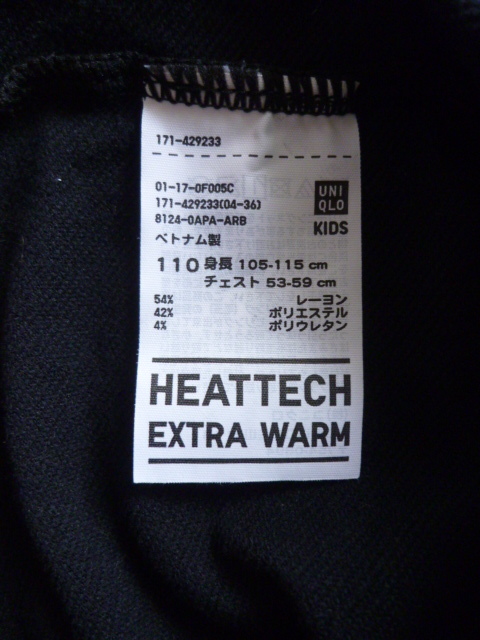 171-429233
01-17-0F005C
171-429233(04-36)
8124-0APA-ARB
ベトナム製
UNI
QLO
KIDS
110 身長 105-115 cm
チェスト 53-59 cm
54% レーヨン
42% ポリエステル
4% ポリウレタン
HEATTECH
EXTRA WARM